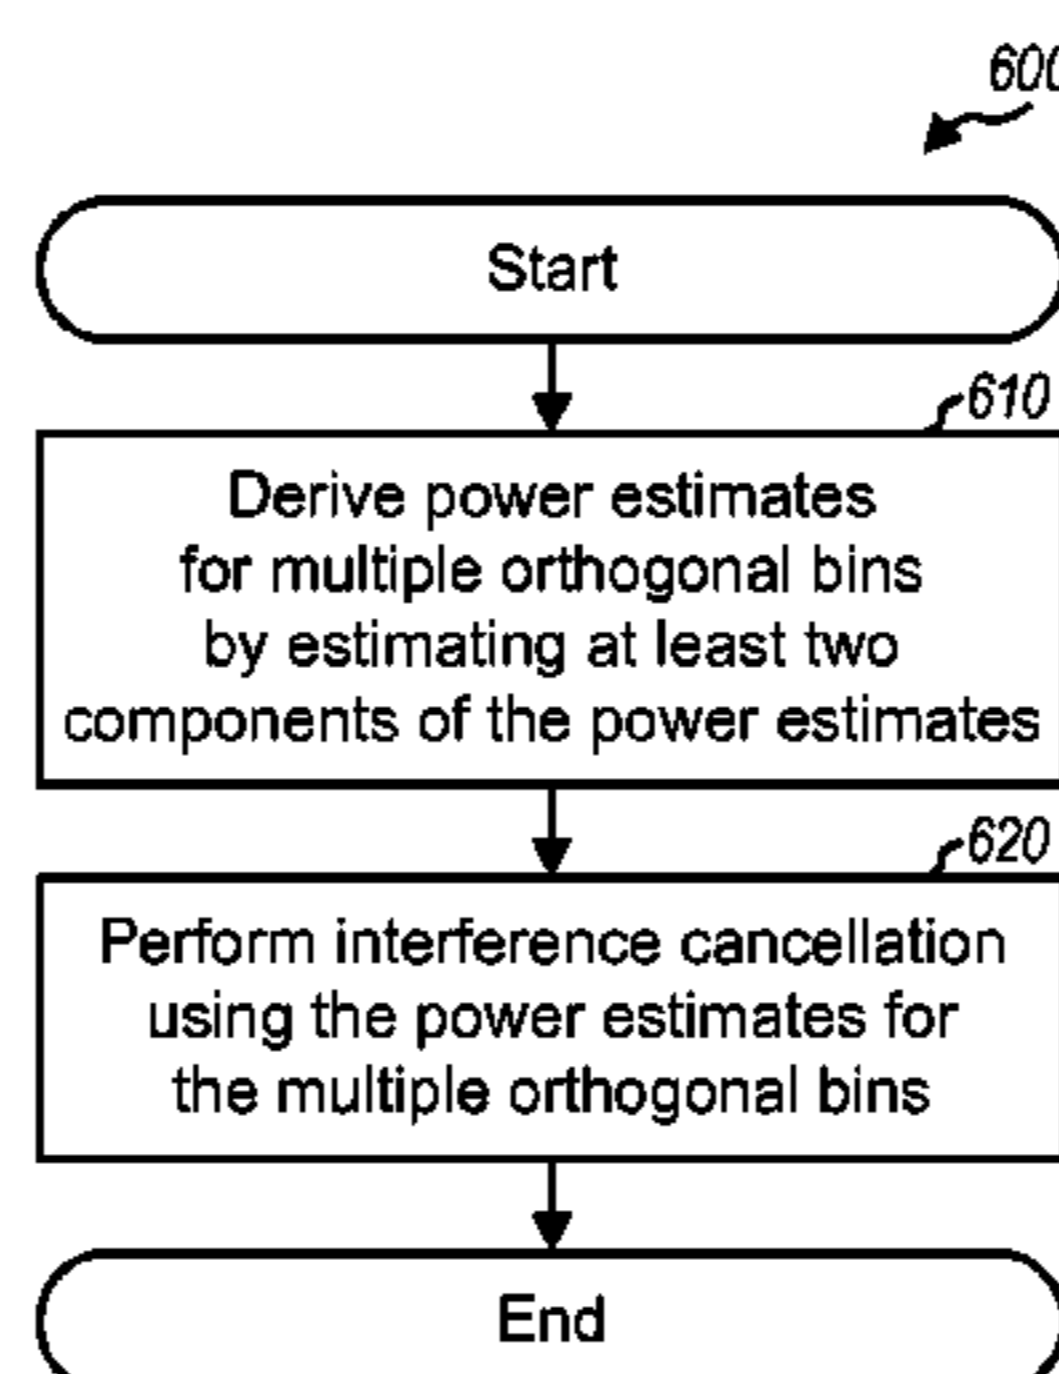 600
Start
610
Derive power estimates
for multiple orthogonal bins
by estimating at least two
components of the power estimates
620
Perform interference cancellation
using the power estimates for
the multiple orthogonal bins
End